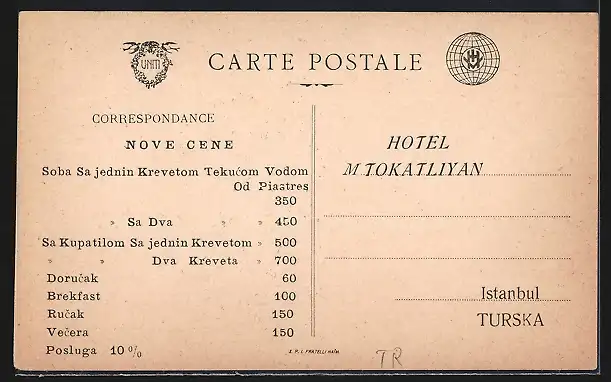 UNITI
CARTE POSTALE
CORRESPONDANCE
NOVE CENE
Soba Sa jednin Krevetom Tekućom Vodom
Od Piastres
350
» Sa Dva » » 450
Sa Kupatilom Sa jednin Krevetom » 500
» » Dva Kreveta » 700
Doručak 60
Brekfast 100
Ručak 150
Večera 150
Posluga 10 %
HOTEL
M TOKATLIYAN
Istanbul
TURSKA
FRATELLI
TR